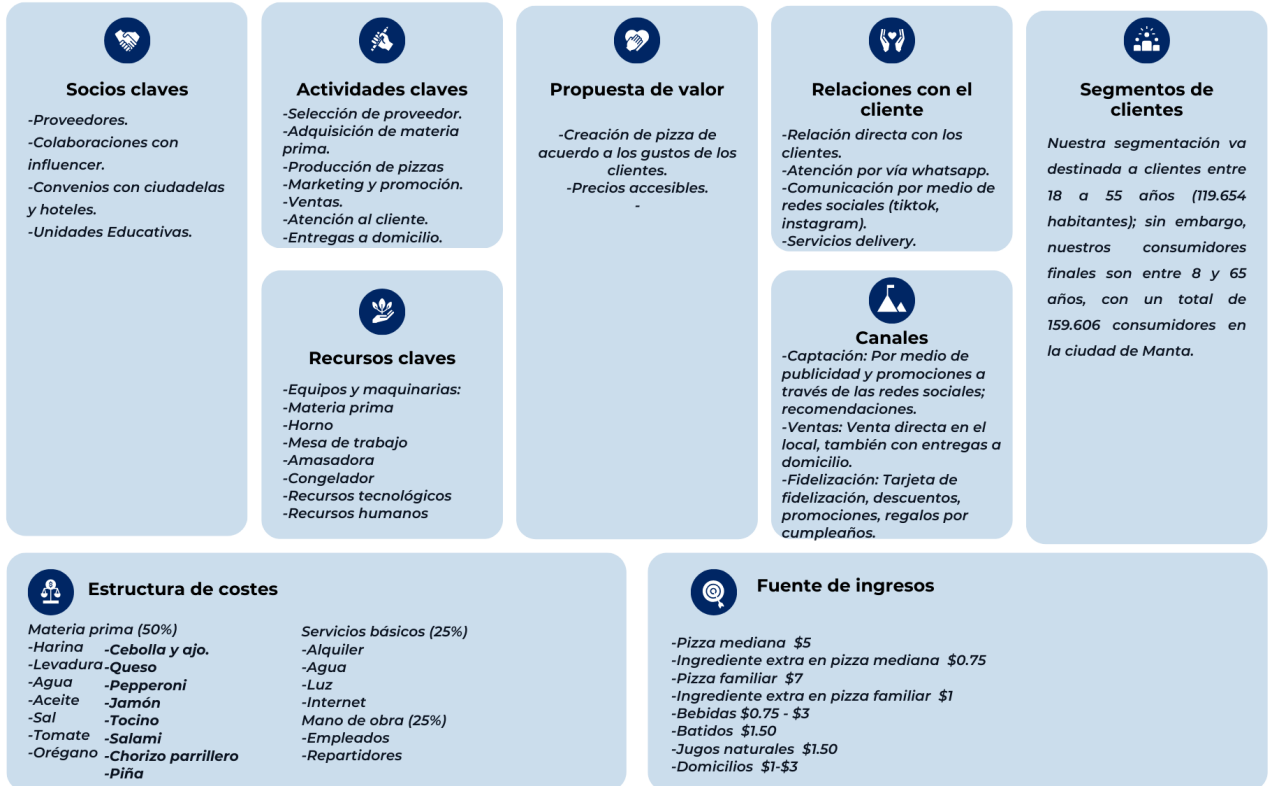 Socios claves
-Proveedores.
-Colaboraciones con
influencer.
-Convenios con ciudadelas
y hoteles.
-Unidades Educativas.
Actividades claves
-Selección de proveedor.
-Adquisición de materia
prima.
-Producción de pizzas
-Marketing y promoción.
-Ventas.
-Atención al cliente.
-Entregas a domicilio.
Recursos claves
-Equipos y maquinarias:
-Materia prima
-Horno
-Mesa de trabajo
-Amasadora
-Congelador
-Recursos tecnológicos
-Recursos humanos
Propuesta de valor
-Creación de pizza de
acuerdo a los gustos de los
clientes.
-Precios accesibles.
-
Relaciones con el
cliente
-Relación directa con los
clientes.
-Atención por vía whatsapp.
-Comunicación por medio de
redes sociales (tiktok,
instagram).
-Servicios delivery.
Canales
-Captación: Por medio de
publicidad y promociones a
través de las redes sociales;
recomendaciones.
-Ventas: Venta directa en el
local, también con entregas a
domicilio.
-Fidelización: Tarjeta de
fidelización, descuentos,
promociones, regalos por
cumpleaños.
Segmentos de
clientes
Nuestra segmentación va
destinada a clientes entre
18 a 55 años (119.654
habitantes); sin embargo,
nuestros consumidores
finales son entre 8 y 65
años, con un total de
159.606 consumidores en
la ciudad de Manta.
Estructura de costes
Materia prima (50%)
-Harina
-Levadura
-Agua
-Aceite
-Sal
-Tomate
-Orégano
-Cebolla y ajo.
-Queso
-Pepperoni
-Jamón
-Tocino
-Salami
-Chorizo parrillero
-Piña
Servicios básicos (25%)
-Alquiler
-Agua
-Luz
-Internet
Mano de obra (25%)
-Empleados
-Repartidores
Fuente de ingresos
-Pizza mediana $5
-Ingrediente extra en pizza mediana $0.75
-Pizza familiar $7
-Ingrediente extra en pizza familiar $1
-Bebidas $0.75 - $3
-Batidos $1.50
-Jugos naturales $1.50
-Domicilios $1-$3